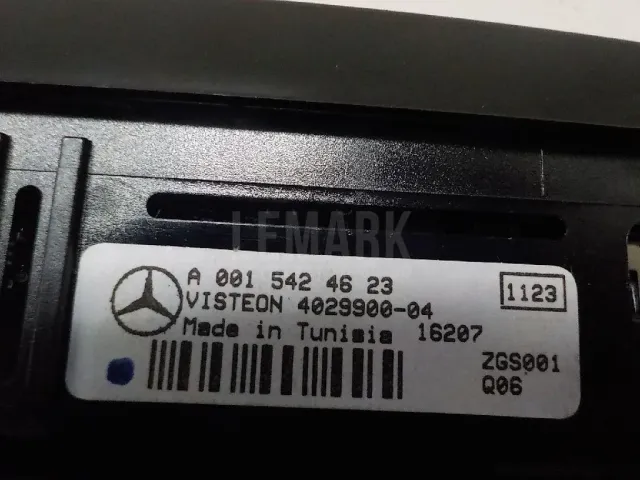 LEMARK
A 001 542 46 23
VISTEON 4029900-04
1123
Made in Tunisia 16207
ZGS001
Q06